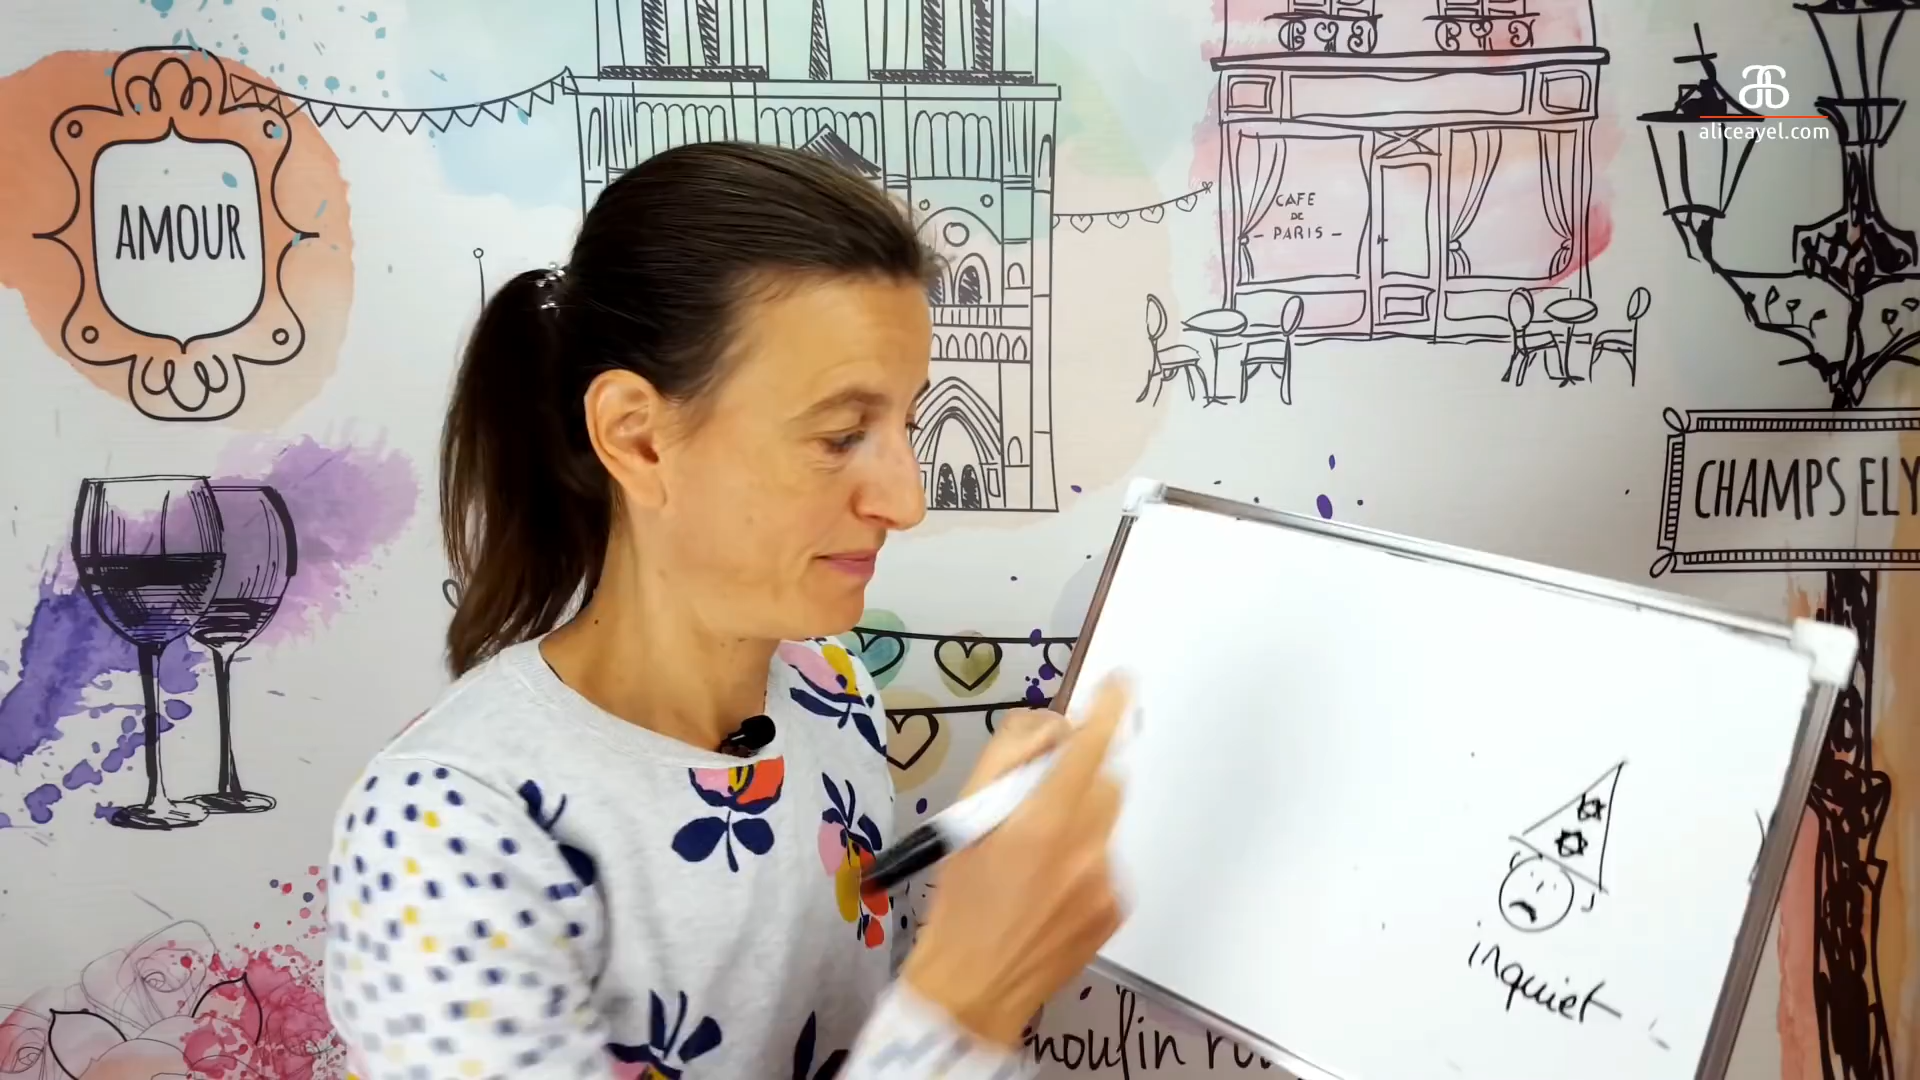 aliceayel.com
AMOUR
CAFE
DE
- PARIS -
CHAMPS ELY
inquiet
moulin